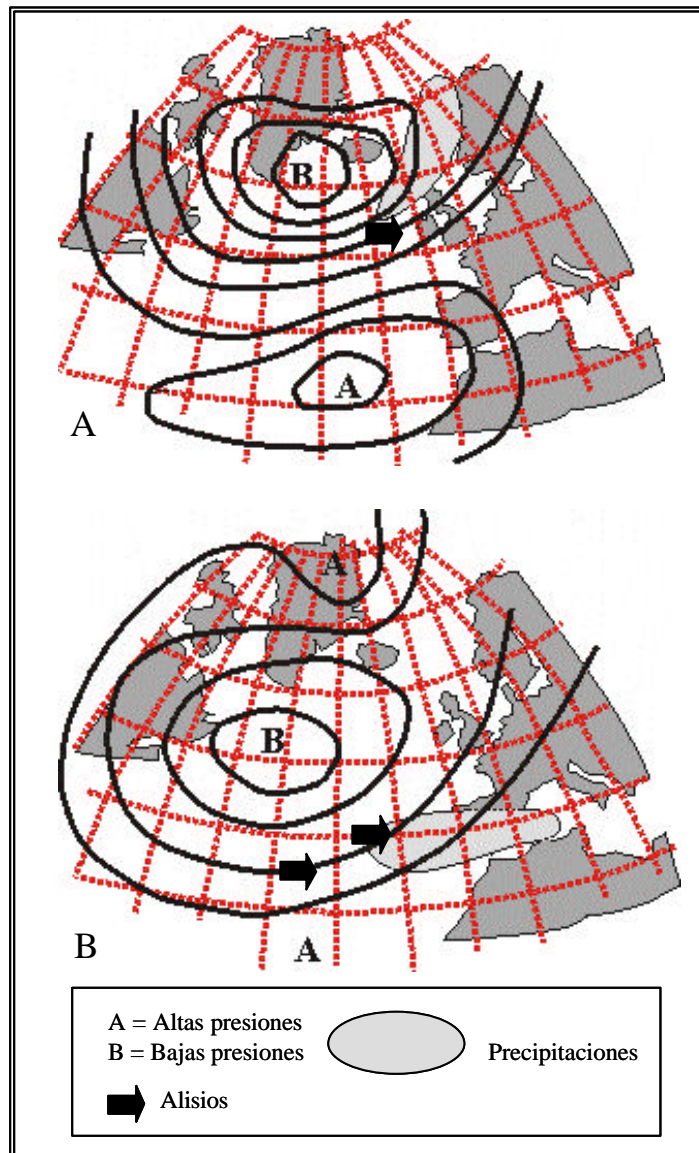 B
A
A
A
B
B
A
A = Altas presiones
B = Bajas presiones
Precipitaciones
Alisios